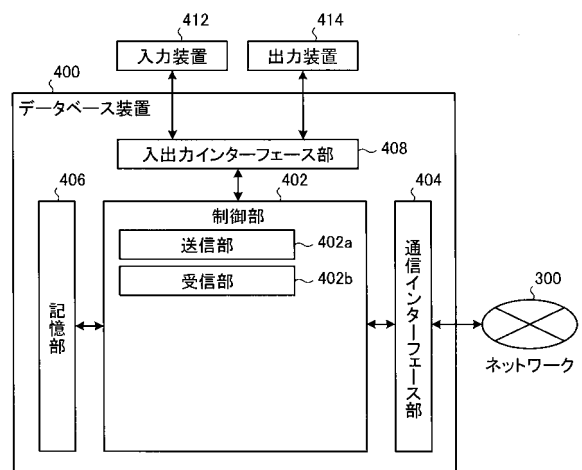 412
414
入力装置
出力装置
400
データベース装置
入出力インターフェース部
408
406
402
404
制御部
送信部
402a
受信部
402b
記憶部
通信インターフェース部
300
ネットワーク